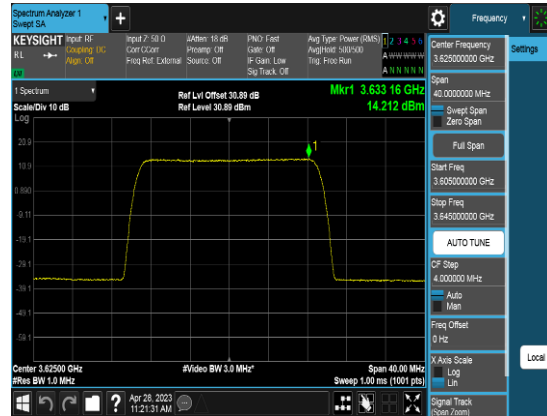 Spectrum Analyzer 1
Swept SA
+
Frequency
KEYSIGHT
RL
Input: RF
Coupling: DC
Align: Off
Input Z: 50 Ω
Corr CCorr
Freq Ref: External
#Atten: 18 dB
Preamp: Off
Source: Off
PNO: Fast
Gate: Off
IF Gain: Low
Sig Track: Off
Avg Type: Power (RMS)
Avg|Hold: 500/500
Trig: Free Run
1 2 3 4 5 6
A W W W W W
A N N N N N
LW
1 Spectrum
Scale/Div 10 dB
Log
Ref Lvl Offset 30.89 dB
Ref Level 30.89 dBm
Mkr1 3.633 16 GHz
14.212 dBm
1
20.9
10.9
0.890
-9.11
-19.1
-29.1
-39.1
-49.1
-59.1
Center 3.62500 GHz
#Res BW 1.0 MHz
#Video BW 3.0 MHz*
Span 40.00 MHz
Sweep 1.00 ms (1001 pts)
Apr 28, 2023
11:21:31 AM
?
Center Frequency
3.625000000 GHz
Span
40.0000000 MHz
Swept Span
Zero Span
Full Span
Start Freq
3.605000000 GHz
Stop Freq
3.645000000 GHz
AUTO TUNE
CF Step
4.000000 MHz
Auto
Man
Freq Offset
0 Hz
X Axis Scale
Log
Lin
Signal Track
(Span Zoom)
Settings
Local